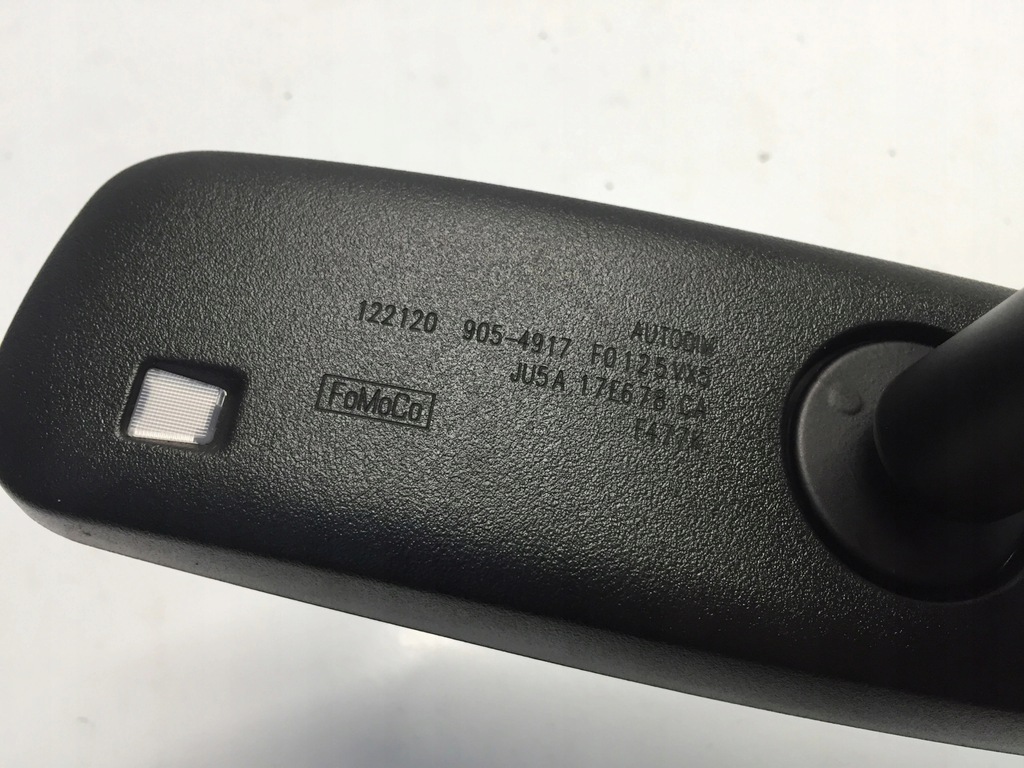 AUTODIM
122120 905-4917 F0125VX5
JU5A 17E678 CA
FoMoCo